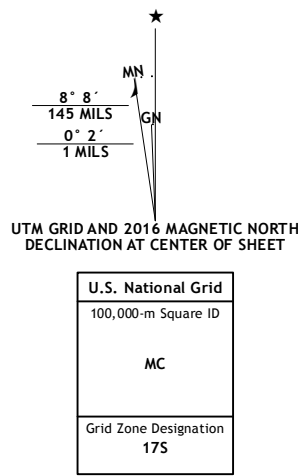 ★
MN
8° 8´
145 MILS
GN
0° 2´
1 MILS
UTM GRID AND 2016 MAGNETIC NORTH
DECLINATION AT CENTER OF SHEET
U.S. National Grid
100,000-m Square ID
MC
Grid Zone Designation
17S